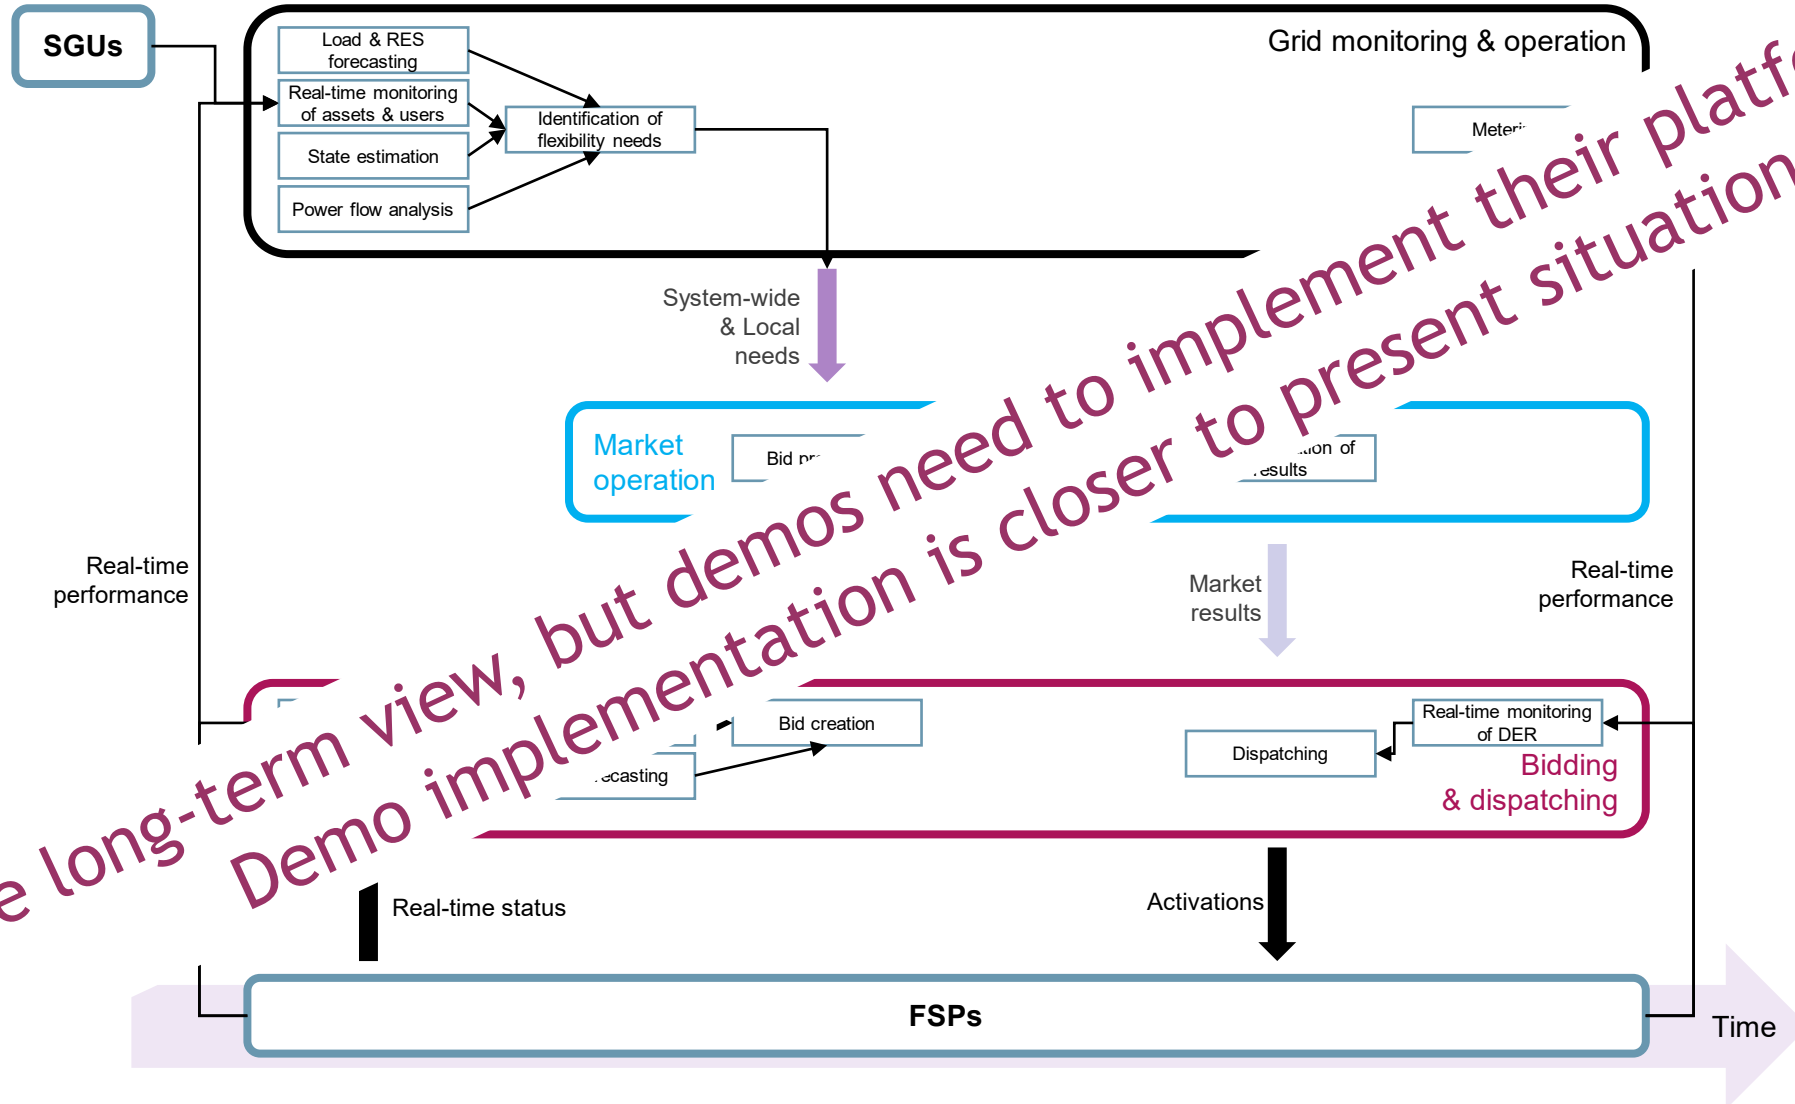 SGUs
Grid monitoring & operation
Load & RES
forecasting
Real-time monitoring
of assets & users
State estimation
Power flow analysis
Identification of
flexibility needs
System-wide
& Local
needs
Market
operation
Bid
of
Market
results
Real-time
performance
Real-time
performance
long-term view, but demos need to implement their
Demo implementation is closer to present situation
Bid creation
Dispatching
Real-time monitoring
of DER
Bidding
& dispatching
Real-time status
Activations
FSPs
Time